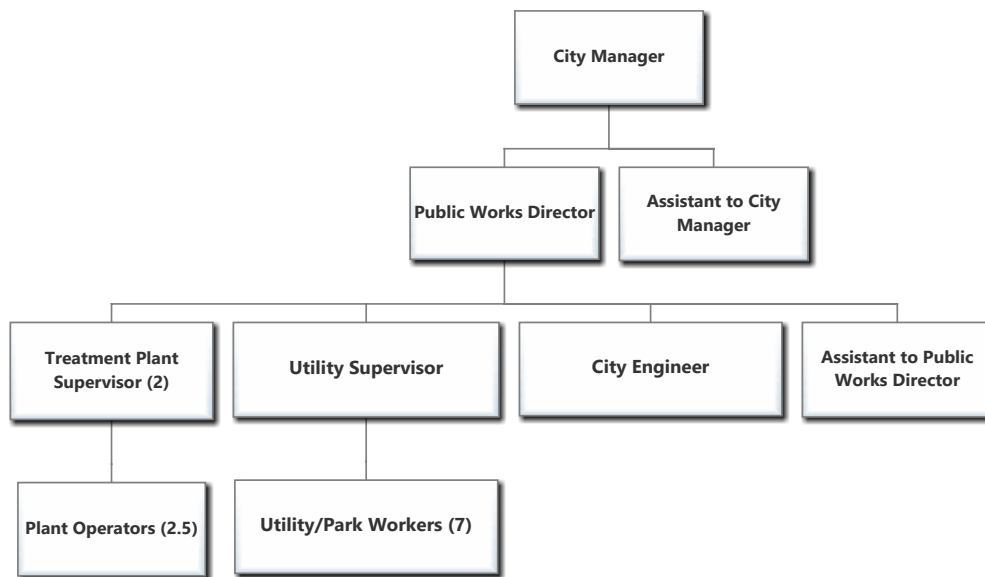 City Manager
Public Works Director
Assistant to City
Manager
Treatment Plant
Supervisor (2)
Utility Supervisor
City Engineer
Assistant to Public
Works Director
Plant Operators (2.5)
Utility/Park Workers (7)